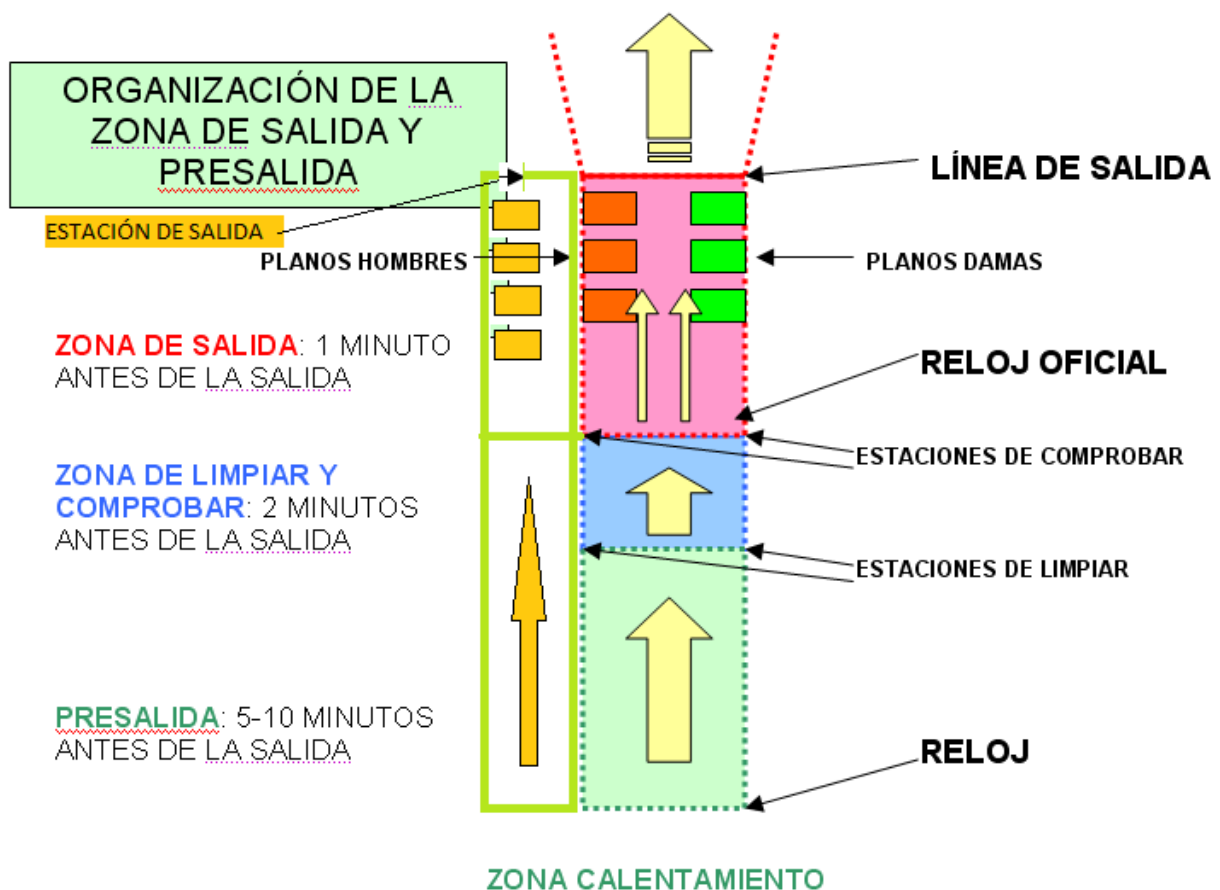 ORGANIZACIÓN DE LA
ZONA DE SALIDA Y
PRESALIDA
LÍNEA DE SALIDA
ESTACIÓN DE SALIDA
PLANOS HOMBRES
PLANOS DAMAS
ZONA DE SALIDA: 1 MINUTO
ANTES DE LA SALIDA
RELOJ OFICIAL
ESTACIONES DE COMPROBAR
ZONA DE LIMPIAR Y
COMPROBAR: 2 MINUTOS
ANTES DE LA SALIDA
ESTACIONES DE LIMPIAR
PRESALIDA: 5-10 MINUTOS
ANTES DE LA SALIDA
RELOJ
ZONA CALENTAMIENTO